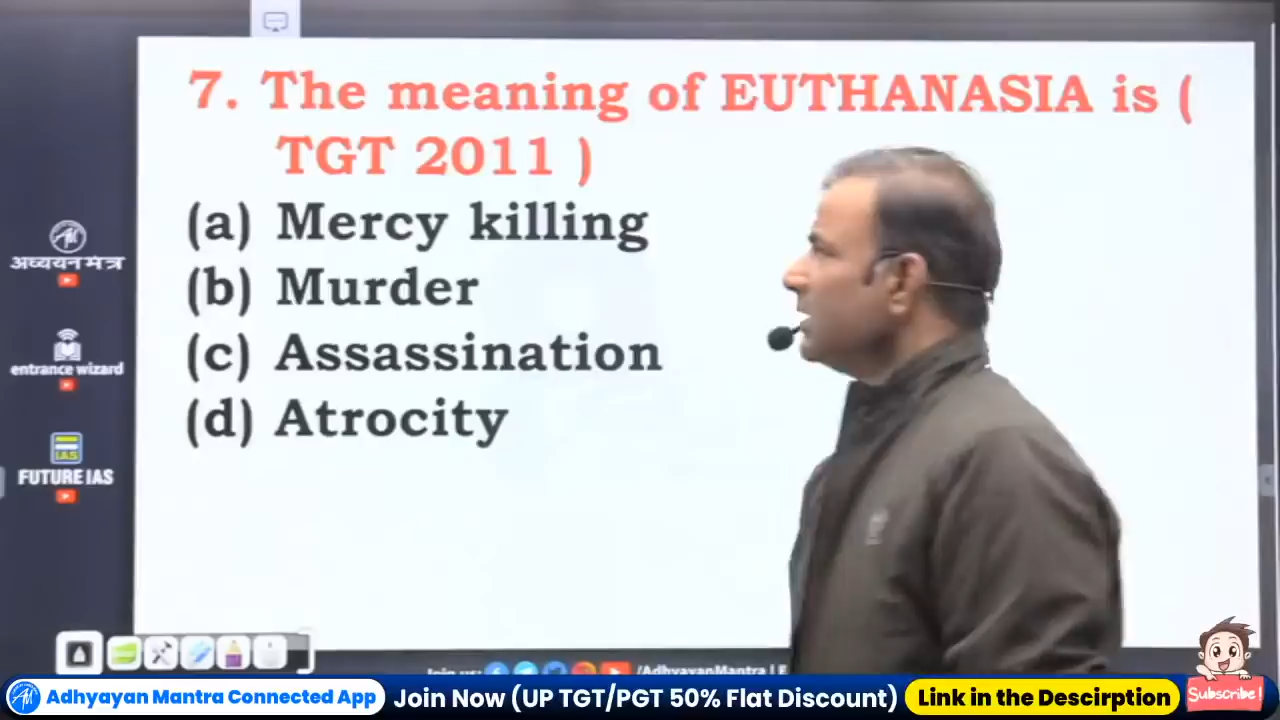 7. The meaning of EUTHANASIA is (
TGT 2011 )
(a) Mercy killing
(b) Murder
(c) Assassination
(d) Atrocity
अध्ययन मंत्र
entrance wizard
IAS
FUTURE IAS
Join us:
/AdhyayanMantra | F
Adhyayan Mantra Connected App
Join Now (UP TGT/PGT 50% Flat Discount)
Link in the Descirption
Subscribe!